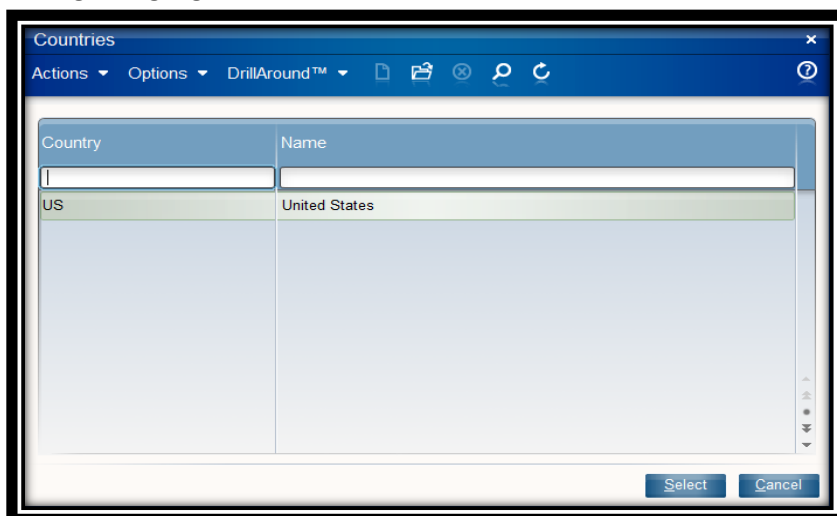 Countries
Actions Options DrillAround™
Country Name
US United States
Select Cancel